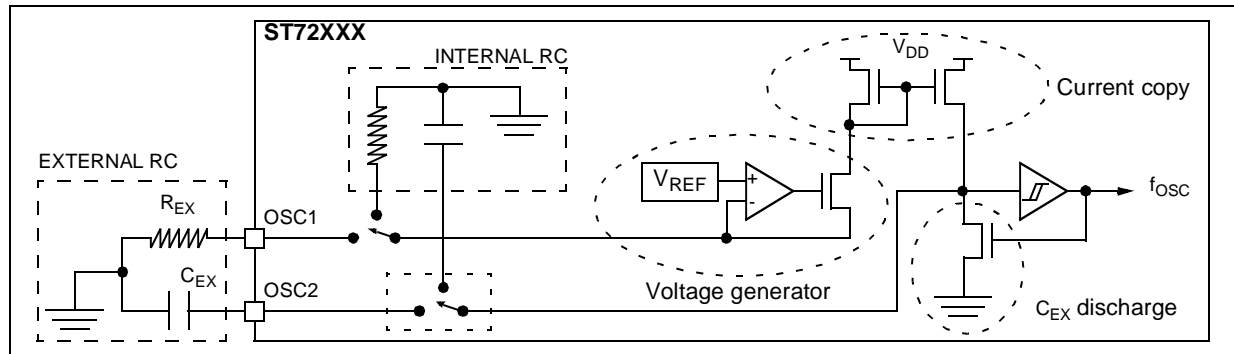 ST72XXX
INTERNAL RC
VDD
Current copy
EXTERNAL RC
VREF
+
-
REX
OSC1
fOSC
CEX
OSC2
Voltage generator
CEX discharge